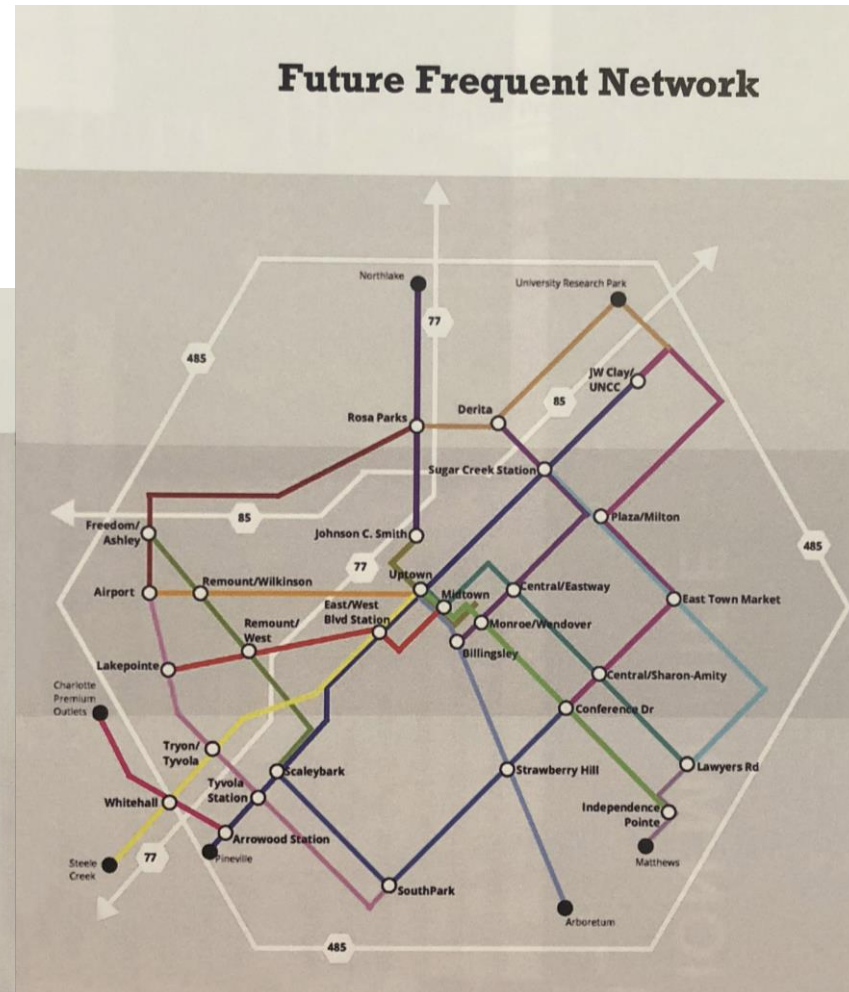 Future Frequent Network
Northlake
University Research Park
77
485
JW Clay/
UNCC
85
Derita
Rosa Parks
Sugar Creek Station
85
Plaza/Milton
Freedom/
Ashley
Johnson C. Smith
485
77
Uptown
Remount/Wilkinson
Central/Eastway
Airport
Midtown
East Town Market
East/West
Blvd Station
Remount/
West
Monroe/Wendover
Billingsley
Lakepointe
Central/Sharon-Amity
Charlotte
Premium
Outlets
Conference Dr
Tryon/
Tyvola
Scaleybark
Strawberry Hill
Lawyers Rd
Tyvola
Station
Whitehall
Independence
Pointe
Arrowood Station
77
Pineville
Steele
Creek
Matthews
SouthPark
Arboretum
485